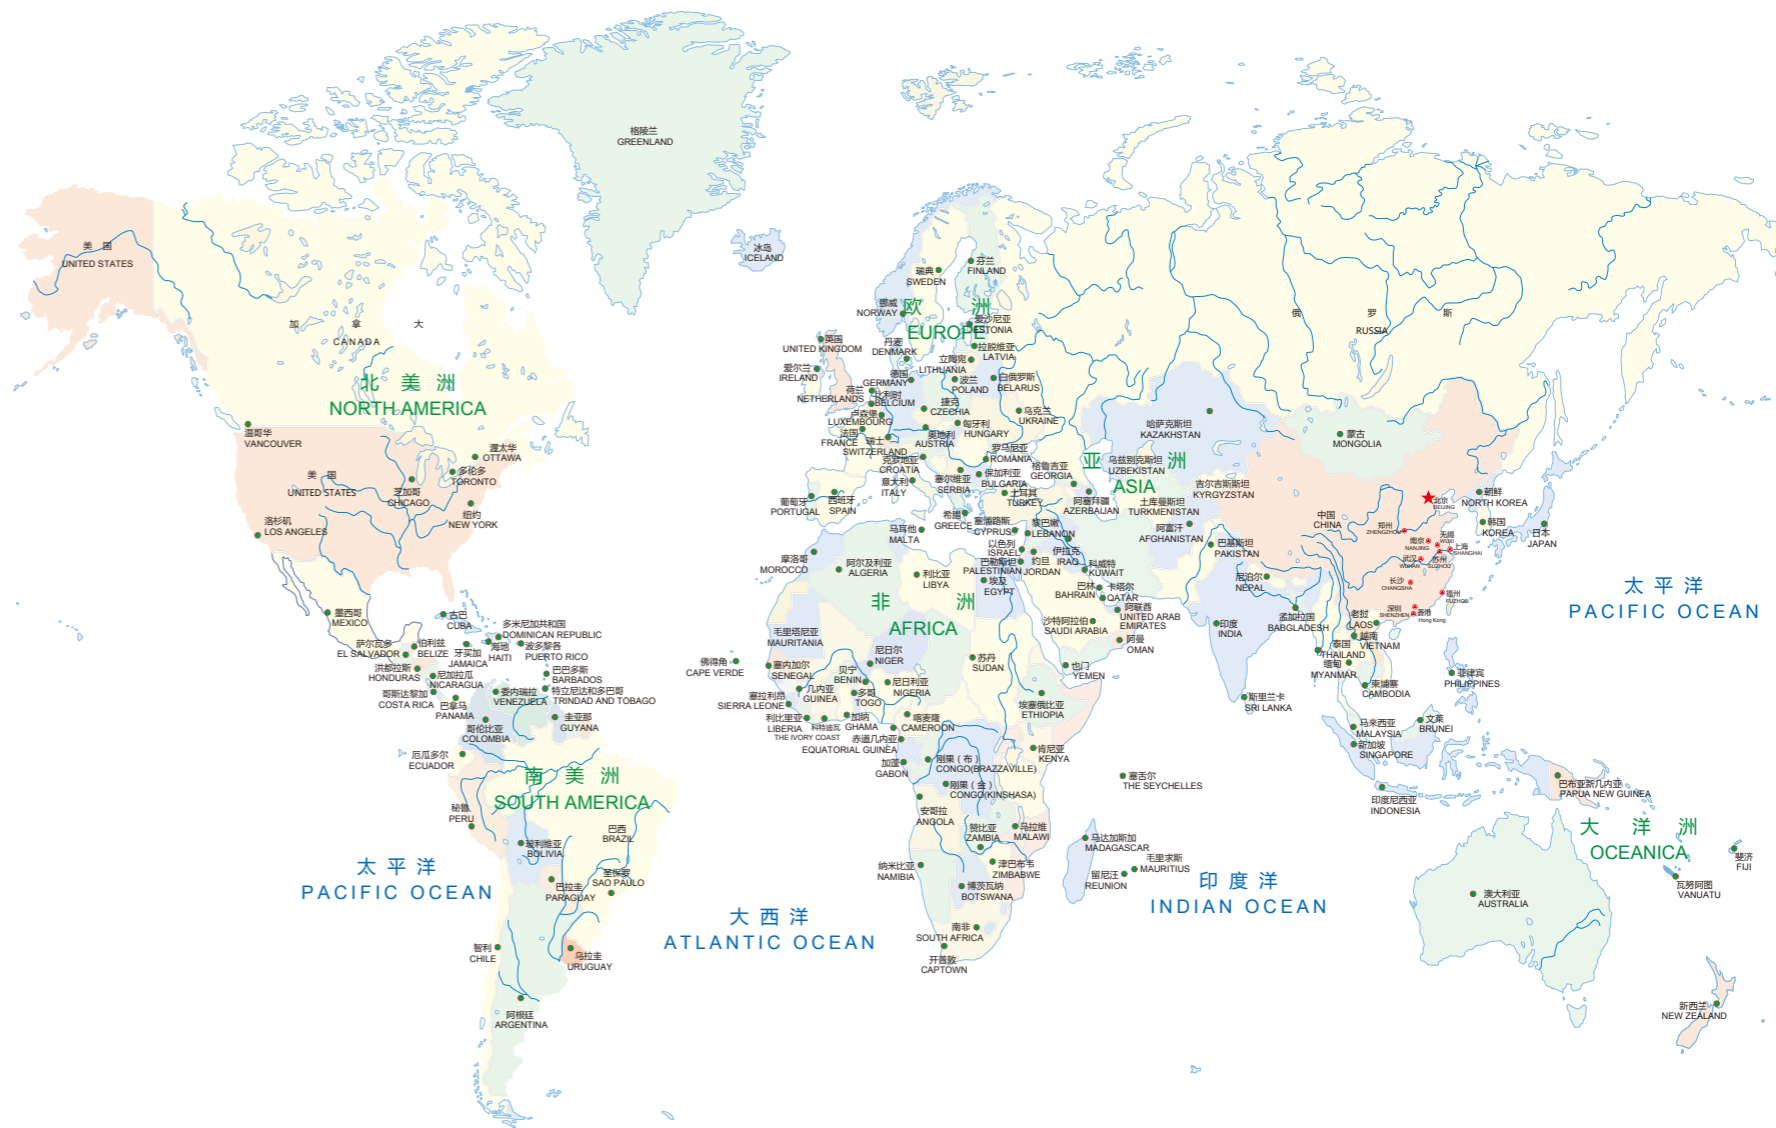 格陵兰
GREENLAND
美 国
UNITED STATES
冰岛
ICELAND
加 拿 大
CANADA
北 美 洲
NORTH AMERICA
温哥华
VANCOUVER
渥太华
OTTAWA
多伦多
TORONTO
美 国
UNITED STATES
芝加哥
CHICAGO
纽约
NEW YORK
洛杉矶
LOS ANGELES
墨西哥
MEXICO
古巴
CUBA
多米尼加共和国
DOMINICAN REPUBLIC
萨尔瓦多
EL SALVADOR
伯利兹
BELIZE
牙买加
JAMAICA
海地
HAITI
波多黎各
PUERTO RICO
洪都拉斯
HONDURAS
尼加拉瓜
NICARAGUA
巴巴多斯
BARBADOS
哥斯达黎加
COSTA RICA
巴拿马
PANAMA
委内瑞拉
VENEZUELA
特立尼达和多巴哥
TRINIDAD AND TOBAGO
哥伦比亚
COLOMBIA
圭亚那
GUYANA
厄瓜多尔
ECUADOR
南 美 洲
SOUTH AMERICA
秘鲁
PERU
巴西
BRAZIL
玻利维亚
BOLIVIA
圣保罗
SAO PAULO
巴拉圭
PARAGUAY
智利
CHILE
乌拉圭
URUGUAY
阿根廷
ARGENTINA
太 平 洋
PACIFIC OCEAN
大 西 洋
ATLANTIC OCEAN
瑞典
SWEDEN
芬兰
FINLAND
挪威
NORWAY
欧 洲
EUROPE
爱沙尼亚
ESTONIA
英国
UNITED KINGDOM
丹麦
DENMARK
拉脱维亚
LATVIA
立陶宛
LITHUANIA
爱尔兰
IRELAND
德国
GERMANY
波兰
POLAND
白俄罗斯
BELARUS
荷兰
NETHERLANDS
比利时
BELCIUM
捷克
CZECHIA
卢森堡
LUXEMBOURG
乌克兰
UKRAINE
法国
FRANCE
瑞士
SWITZERLAND
奥地利
AUSTRIA
匈牙利
HUNGARY
克罗地亚
CROATIA
罗马尼亚
ROMANIA
意大利
ITALY
塞尔维亚
SERBIA
保加利亚
BULGARIA
格鲁吉亚
GEORGIA
葡萄牙
PORTUGAL
西班牙
SPAIN
土耳其
TURKEY
阿塞拜疆
AZERBAIJAN
希腊
GREECE
马耳他
MALTA
塞浦路斯
CYPRUS
黎巴嫩
LEBANON
以色列
ISRAEL
巴勒斯坦
PALESTINIAN
约旦
JORDAN
伊拉克
IRAQ
科威特
KUWAIT
巴林
BAHRAIN
卡塔尔
QATAR
阿联酋
UNITED ARAB
EMIRATES
沙特阿拉伯
SAUDI ARABIA
阿曼
OMAN
也门
YEMEN
摩洛哥
MOROCCO
阿尔及利亚
ALGERIA
利比亚
LIBYA
埃及
EGYPT
非 洲
AFRICA
毛里塔尼亚
MAURITANIA
尼日尔
NIGER
苏丹
SUDAN
佛得角
CAPE VERDE
塞内加尔
SENEGAL
贝宁
BENIN
几内亚
GUINEA
多哥
TOGO
尼日利亚
NIGERIA
塞拉利昂
SIERRA LEONE
埃塞俄比亚
ETHIOPIA
利比里亚
LIBERIA
科特迪瓦
THE IVORY COAST
加纳
GHAMA
喀麦隆
CAMEROON
赤道几内亚
EQUATORIAL GUINEA
肯尼亚
KENYA
加蓬
GABON
刚果（布）
CONGO(BRAZZAVILLE)
刚果（金）
CONGO(KINSHASA)
塞舌尔
THE SEYCHELLES
安哥拉
ANGOLA
赞比亚
ZAMBIA
马拉维
MALAWI
马达加斯加
MADAGASCAR
纳米比亚
NAMIBIA
津巴布韦
ZIMBABWE
毛里求斯
MAURITIUS
留尼汪
REUNION
博茨瓦纳
BOTSWANA
南非
SOUTH AFRICA
开普敦
CAPTOWN
印 度 洋
INDIAN OCEAN
俄 罗 斯
RUSSIA
哈萨克斯坦
KAZAKHSTAN
蒙古
MONGOLIA
亚 洲
ASIA
乌兹别克斯坦
UZBEKISTAN
吉尔吉斯斯坦
KYRGYZSTAN
土库曼斯坦
TURKMENISTAN
阿富汗
AFGHANISTAN
巴基斯坦
PAKISTAN
中国
CHINA
北京
BEIJING
朝鲜
NORTH KOREA
韩国
KOREA
日本
JAPAN
郑州
ZHENGZHOU
南京
NANJING
无锡
WUXI
上海
SHANGHAI
武汉
WUHAN
苏州
SUZHOU
长沙
CHANGSHA
福州
FUZHOU
深圳
SHENZHEN
香港
Hong Kong
尼泊尔
NEPAL
印度
INDIA
孟加拉国
BABGLADESH
老挝
LAOS
越南
VIETNAM
泰国
THAILAND
缅甸
MYANMAR
柬埔寨
CAMBODIA
菲律宾
PHILIPPINES
斯里兰卡
SRI LANKA
马来西亚
MALAYSIA
文莱
BRUNEI
新加坡
SINGAPORE
印度尼西亚
INDONESIA
巴布亚新几内亚
PAPUA NEW GUINEA
太 平 洋
PACIFIC OCEAN
大 洋 洲
OCEANICA
斐济
FIJI
瓦努阿图
VANUATU
澳大利亚
AUSTRALIA
新西兰
NEW ZEALAND